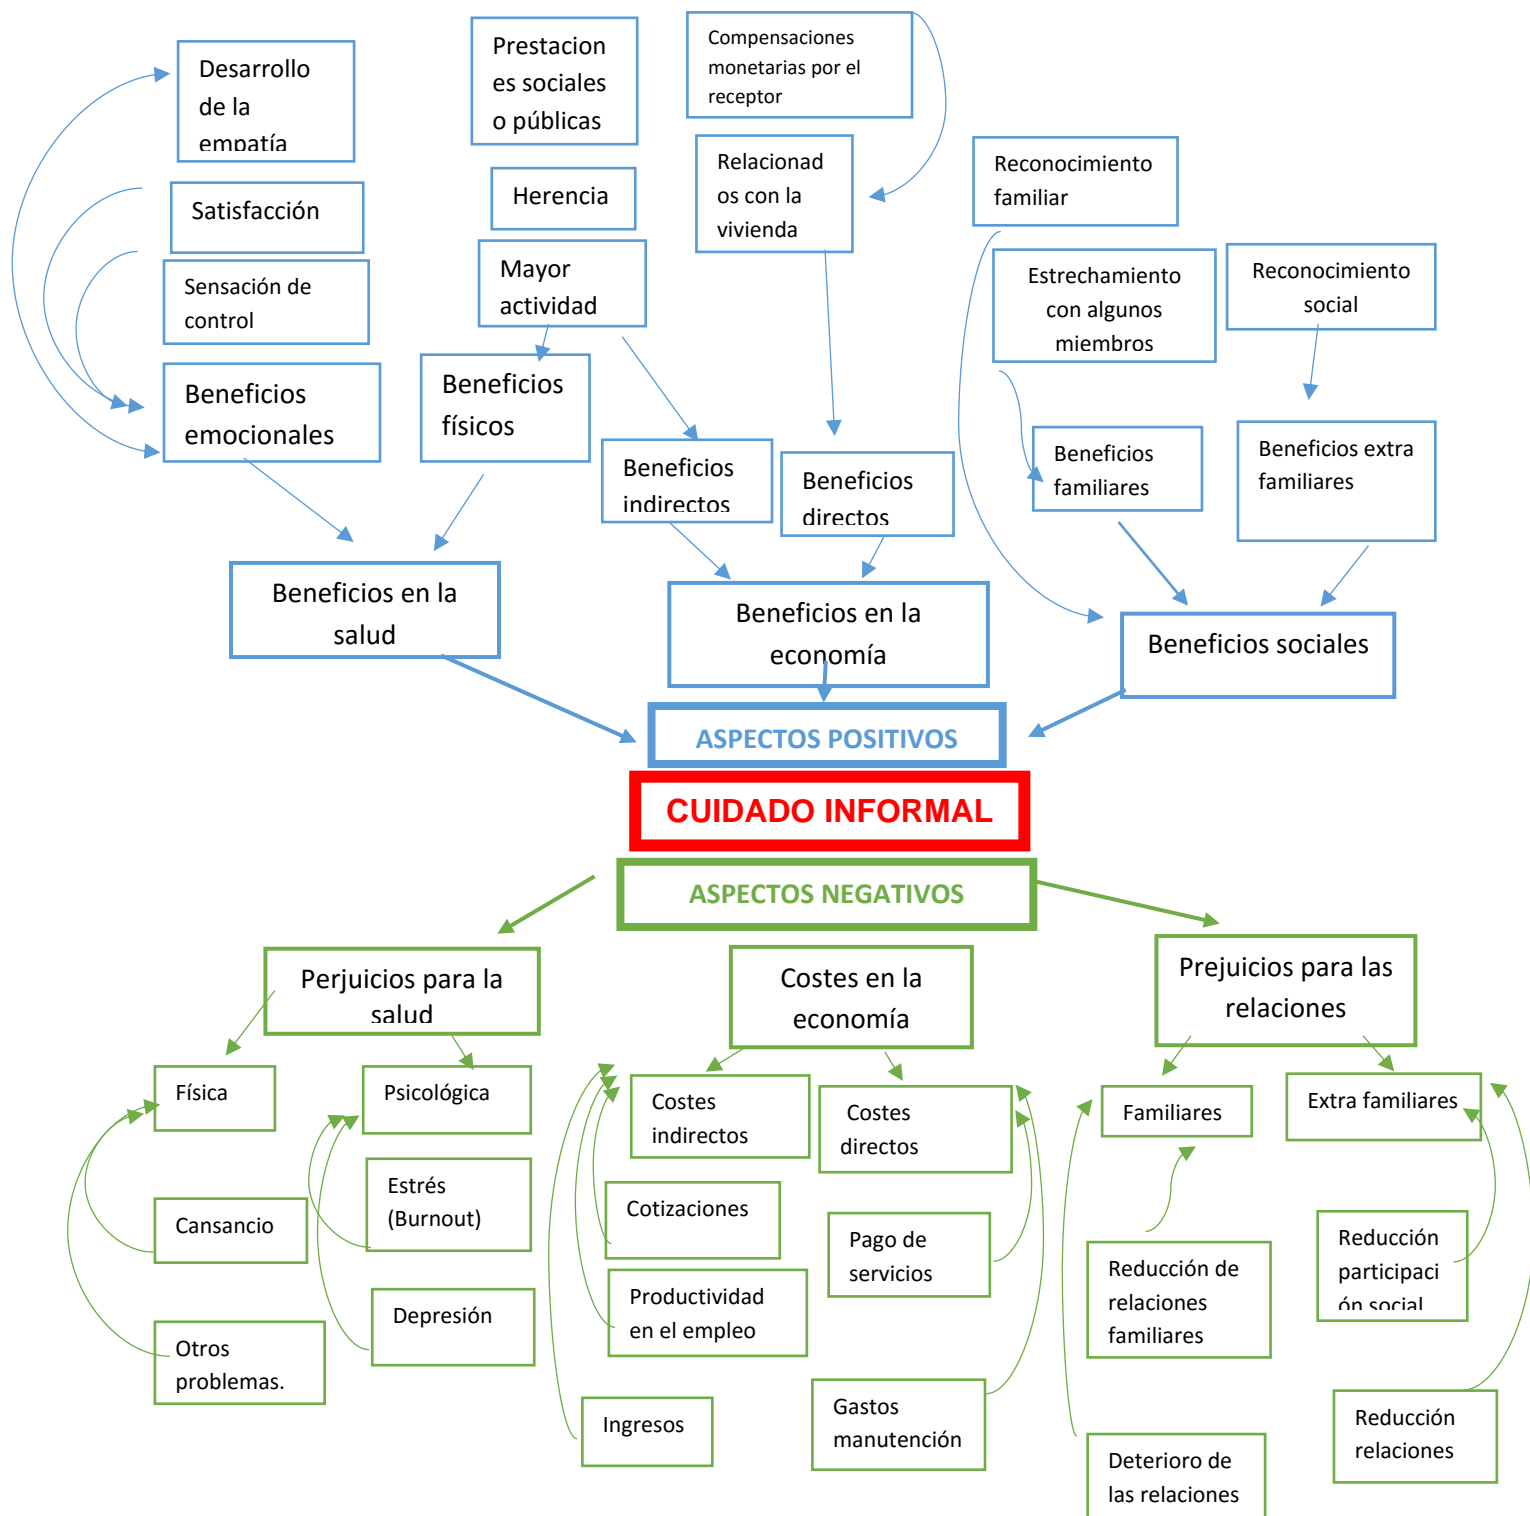 Desarrollo
de la
empatía
Prestacion
es sociales
o públicas
Compensaciones
monetarias por el
receptor
Satisfacción
Herencia
Relacionad
os con la
vivienda
Reconocimiento
familiar
Sensación de
control
Mayor
actividad
Estrechamiento
con algunos
miembros
Reconocimiento
social
Beneficios
emocionales
Beneficios
físicos
Beneficios
indirectos
Beneficios
directos
Beneficios
familiares
Beneficios extra
familiares
Beneficios en la
salud
Beneficios en la
economía
Beneficios sociales
ASPECTOS POSITIVOS
CUIDADO INFORMAL
ASPECTOS NEGATIVOS
Perjuicios para la
salud
Costes en la
economía
Prejuicios para las
relaciones
Física
Psicológica
Costes
indirectos
Costes
directos
Familiares
Extra familiares
Cansancio
Estrés
(Burnout)
Cotizaciones
Pago de
servicios
Reducción de
relaciones
familiares
Reducción
participaci
ón social
Otros
problemas.
Depresión
Productividad
en el empleo
Ingresos
Gastos
manutención
Deterioro de
las relaciones
Reducción
relaciones